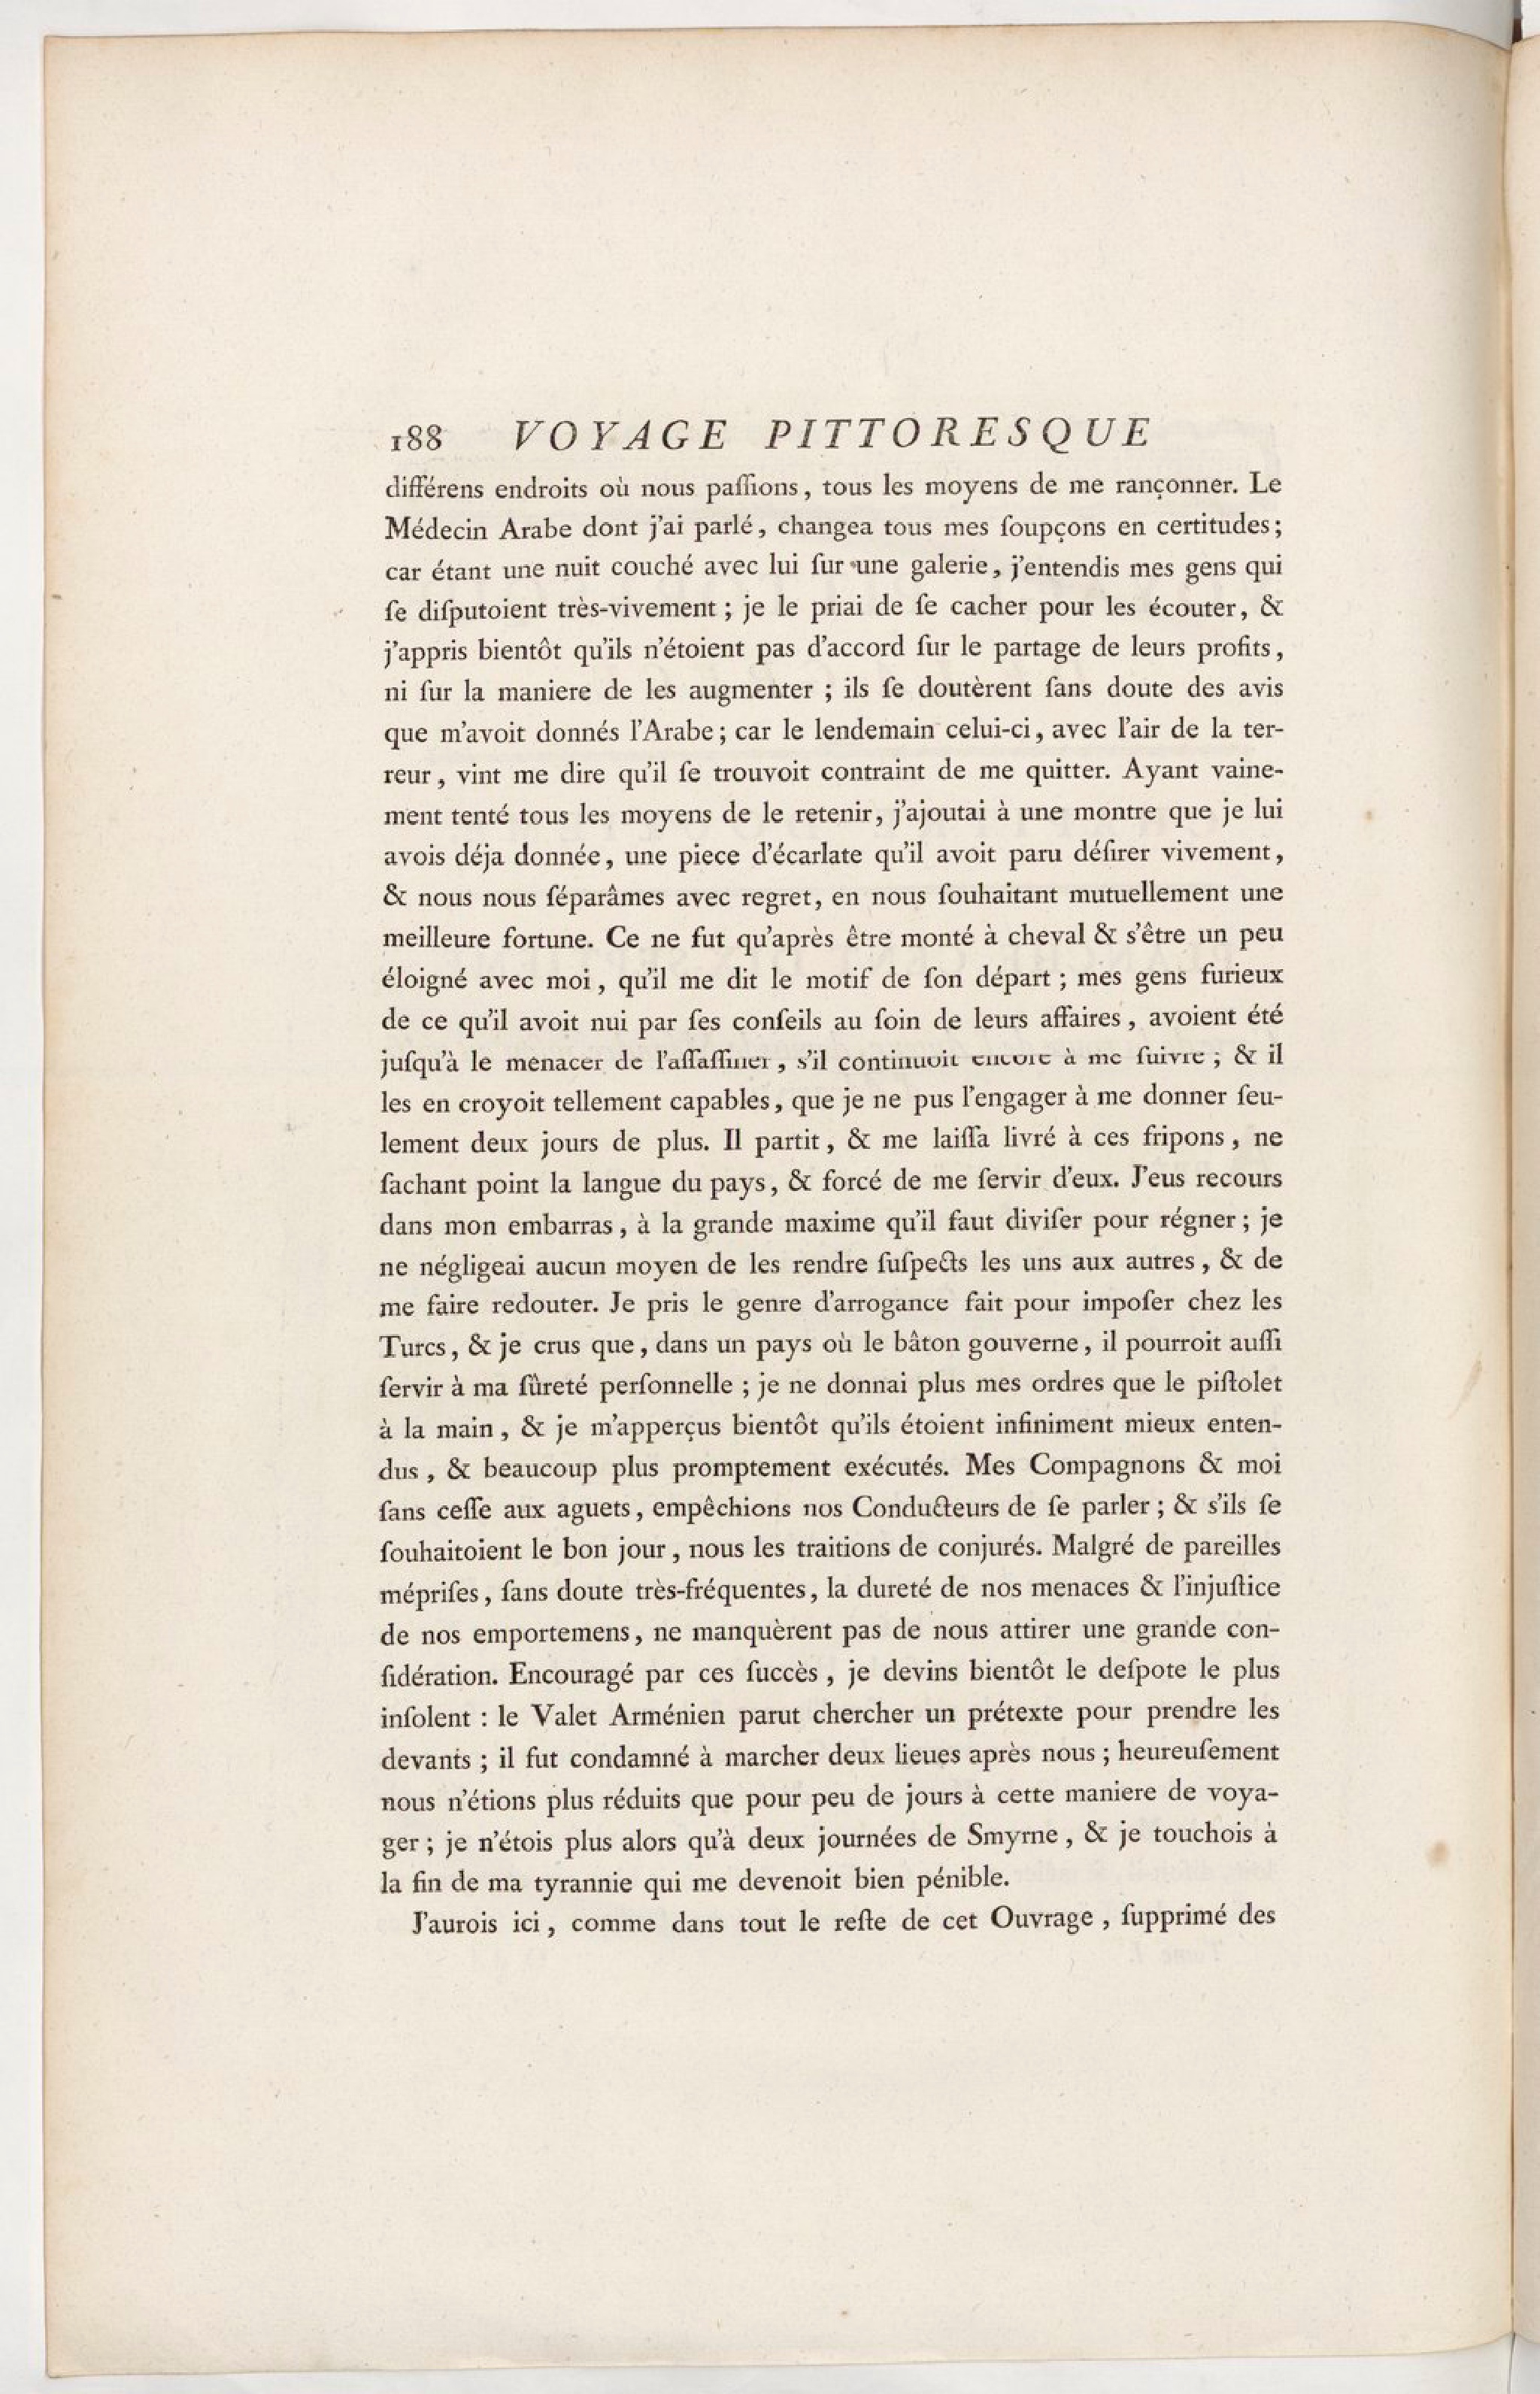 188 VOYAGE PITTORESQUE
différens endroits où nous paſſions, tous les moyens de me rançonner. Le
Médecin Arabe dont j'ai parlé, changea tous mes ſoupçons en certitudes;
car étant une nuit couché avec lui ſur une galerie, j'entendis mes gens qui
ſe diſputoient très-vivement ; je le priai de ſe cacher pour les écouter, &
j'appris bientôt qu'ils n'étoient pas d'accord ſur le partage de leurs profits,
ni ſur la maniere de les augmenter ; ils ſe doutèrent ſans doute des avis
que m'avoit donnés l'Arabe; car le lendemain celui-ci, avec l'air de la ter-
reur, vint me dire qu'il ſe trouvoit contraint de me quitter. Ayant vaine-
ment tenté tous les moyens de le retenir, j'ajoutai à une montre que je lui
avois déja donnée, une piece d'écarlate qu'il avoit paru déſirer vivement,
& nous nous ſéparâmes avec regret, en nous ſouhaitant mutuellement une
meilleure fortune. Ce ne fut qu'après être monté à cheval & s'être un peu
éloigné avec moi, qu'il me dit le motif de ſon départ ; mes gens furieux
de ce qu'il avoit nui par ſes conſeils au ſoin de leurs affaires, avoient été
juſqu'à le menacer de l'aſſaſſiner, s'il continuoit encore à me ſuivre ; & il
les en croyoit tellement capables, que je ne pus l'engager à me donner ſeu-
lement deux jours de plus. Il partit, & me laiſſa livré à ces fripons, ne
ſachant point la langue du pays, & forcé de me ſervir d'eux. J'eus recours
dans mon embarras, à la grande maxime qu'il faut diviſer pour régner ; je
ne négligeai aucun moyen de les rendre ſuſpects les uns aux autres, & de
me faire redouter. Je pris le genre d'arrogance fait pour impoſer chez les
Turcs, & je crus que, dans un pays où le bâton gouverne, il pourroit auſſi
ſervir à ma ſûreté perſonnelle ; je ne donnai plus mes ordres que le piſtolet
à la main, & je m'apperçus bientôt qu'ils étoient infiniment mieux enten-
dus, & beaucoup plus promptement exécutés. Mes Compagnons & moi
ſans ceſſe aux aguets, empêchions nos Conducteurs de ſe parler ; & s'ils ſe
ſouhaitoient le bon jour, nous les traitions de conjurés. Malgré de pareilles
mépriſes, ſans doute très-fréquentes, la dureté de nos menaces & l'injuſtice
de nos emportemens, ne manquèrent pas de nous attirer une grande con-
ſidération. Encouragé par ces ſuccès, je devins bientôt le deſpote le plus
inſolent : le Valet Arménien parut chercher un prétexte pour prendre les
devants ; il fut condamné à marcher deux lieues après nous ; heureuſement
nous n'étions plus réduits que pour peu de jours à cette maniere de voya-
ger ; je n'étois plus alors qu'à deux journées de Smyrne, & je touchois à
la fin de ma tyrannie qui me devenoit bien pénible.
J'aurois ici, comme dans tout le reſte de cet Ouvrage, ſupprimé des